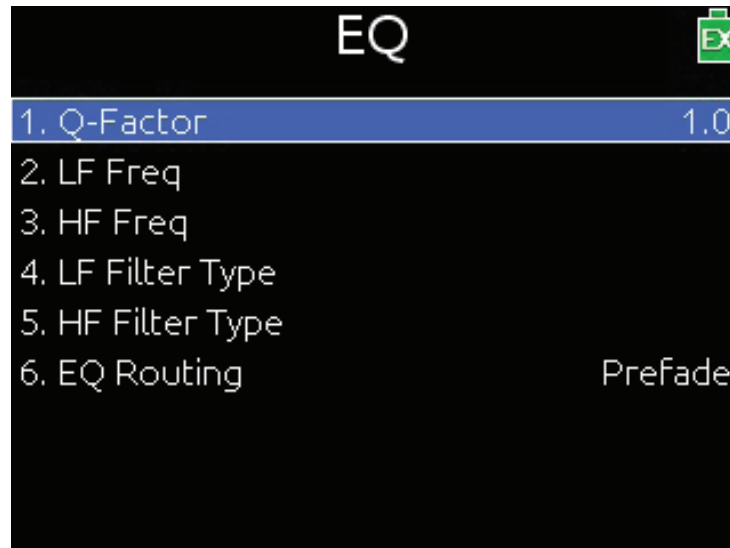 EQ
EX
1. Q-Factor 1.0
2. LF Freq
3. HF Freq
4. LF Filter Type
5. HF Filter Type
6. EQ Routing Prefade